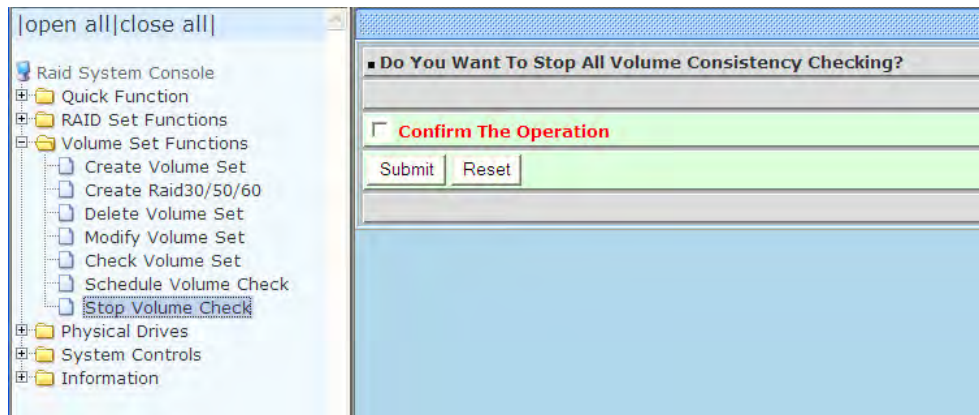 |open all|close all|
Raid System Console
Quick Function
RAID Set Functions
Volume Set Functions
Create Volume Set
Create Raid30/50/60
Delete Volume Set
Modify Volume Set
Check Volume Set
Schedule Volume Check
Stop Volume Check
Physical Drives
System Controls
Information
Do You Want To Stop All Volume Consistency Checking?
Confirm The Operation
Submit Reset